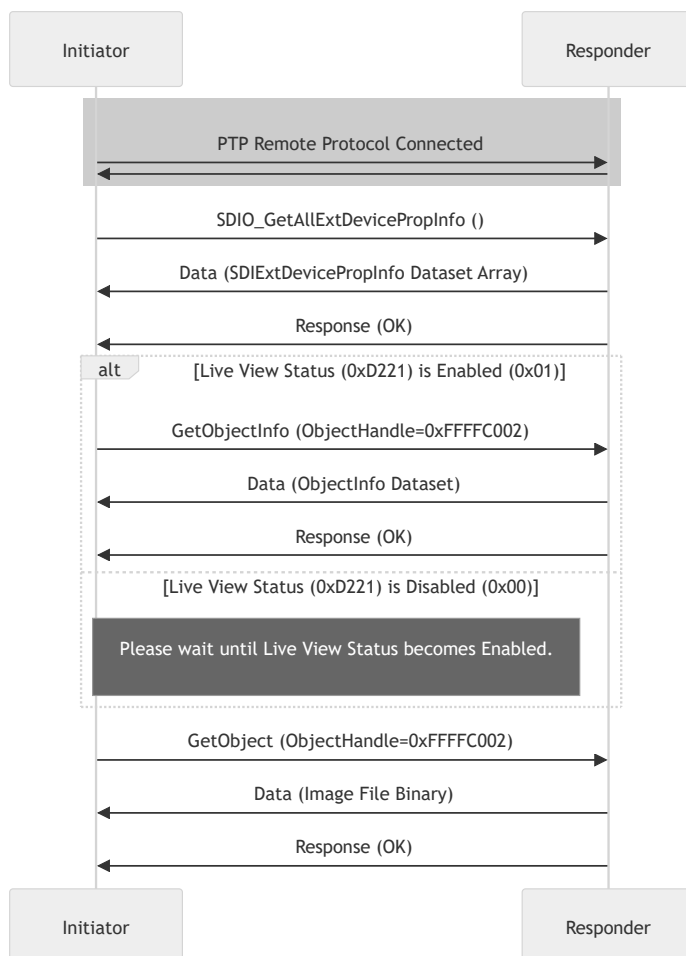 Initiator
Responder
PTP Remote Protocol Connected
SDIO_GetAllExtDevicePropInfo ()
Data (SDIExtDevicePropInfo Dataset Array)
Response (OK)
alt
[Live View Status (0xD221) is Enabled (0x01)]
GetObjectInfo (ObjectHandle=0xFFFFC002)
Data (ObjectInfo Dataset)
Response (OK)
[Live View Status (0xD221) is Disabled (0x00)]
Please wait until Live View Status becomes Enabled.
GetObject (ObjectHandle=0xFFFFC002)
Data (Image File Binary)
Response (OK)
Initiator
Responder